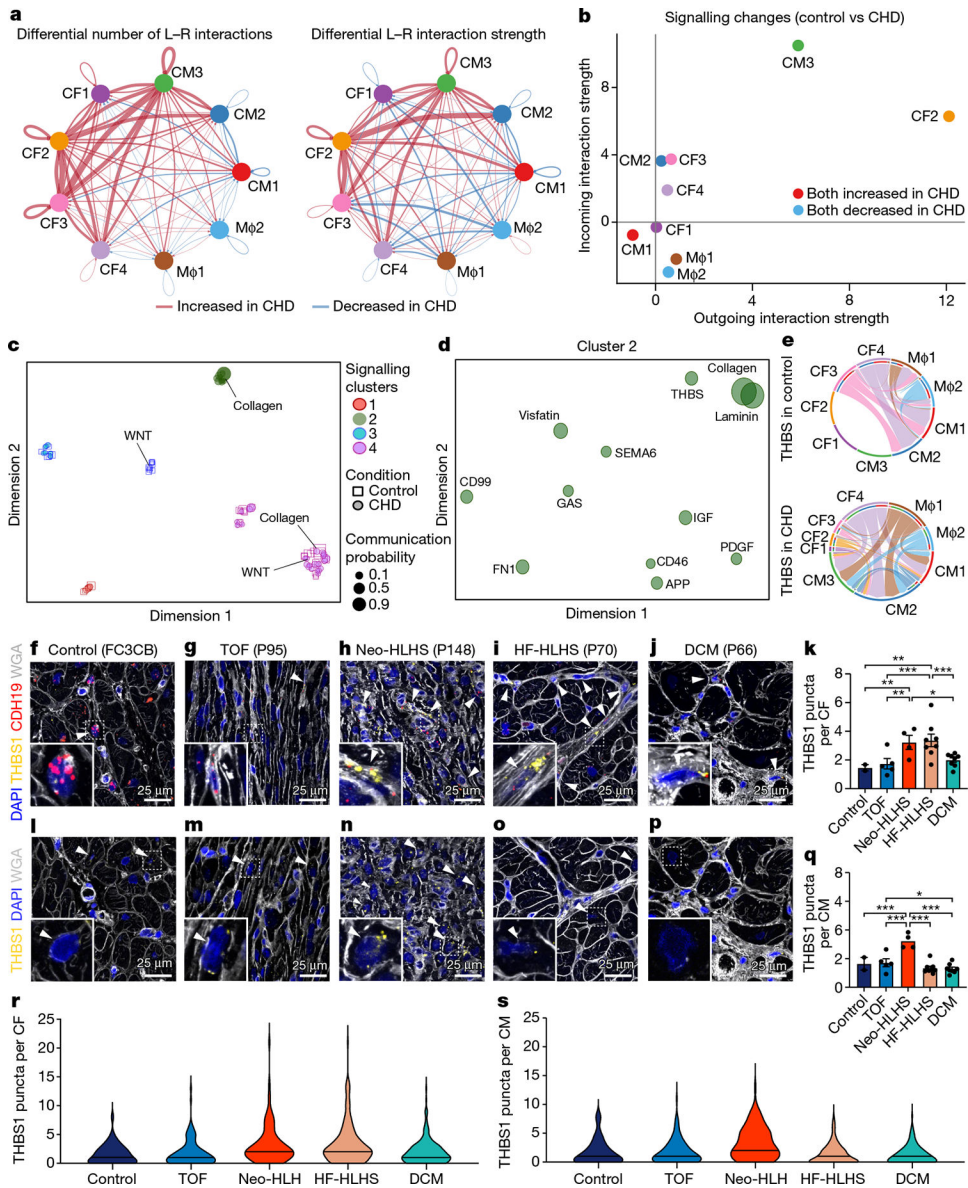 a
Differential number of L–R interactions
CM3
CF1
CM2
CF2
CM1
CF3
Mϕ2
CF4
Mϕ1
Differential L–R interaction strength
CM3
CF1
CM2
CF2
CM1
CF3
Mϕ2
CF4
Mϕ1
Increased in CHD
Decreased in CHD
b
Signalling changes (control vs CHD)
Incoming interaction strength
8
4
0
CM3
CF2
CM2
CF3
CF4
Both increased in CHD
Both decreased in CHD
CF1
CM1
Mϕ1
Mϕ2
0 4 8 12
Outgoing interaction strength
c
Dimension 2
Collagen
WNT
Collagen
WNT
Dimension 1
Signalling
clusters
1
2
3
4
Condition
Control
CHD
Communication
probability
0.1
0.5
0.9
d
Cluster 2
Dimension 2
Collagen
THBS
Laminin
Visfatin
SEMA6
CD99
GAS
IGF
FN1
CD46
PDGF
APP
Dimension 1
e
THBS in control
CF4
Mϕ1
CF3
Mϕ2
CF2
CM1
CF1
CM2
CM3
THBS in CHD
CF4
Mϕ1
CF3
CF2
Mϕ2
CF1
CM1
CM3
CM2
f Control (FC3CB)
g TOF (P95)
h Neo-HLHS (P148)
i HF-HLHS (P70)
j DCM (P66)
DAPI THBS1 CDH19 WGA
25 μm
25 μm
25 μm
25 μm
25 μm
k
THBS1 puncta
per CF
8
6
4
2
0
**
*** ***
**
** *
Control
TOF
Neo-HLHS
HF-HLHS
DCM
l
m
n
o
p
THBS1 DAPI WGA
25 μm
25 μm
25 μm
25 μm
25 μm
q
THBS1 puncta
per CM
8
6
6
2
0
*
*** ***
*** ***
Control
TOF
Neo-HLHS
HF-HLHS
DCM
r
THBS1 puncta per CF
25
20
15
10
5
0
Control TOF Neo-HLH HF-HLHS DCM
s
THBS1 puncta per CM
25
20
15
10
5
0
Control TOF Neo-HLH HF-HLHS DCM